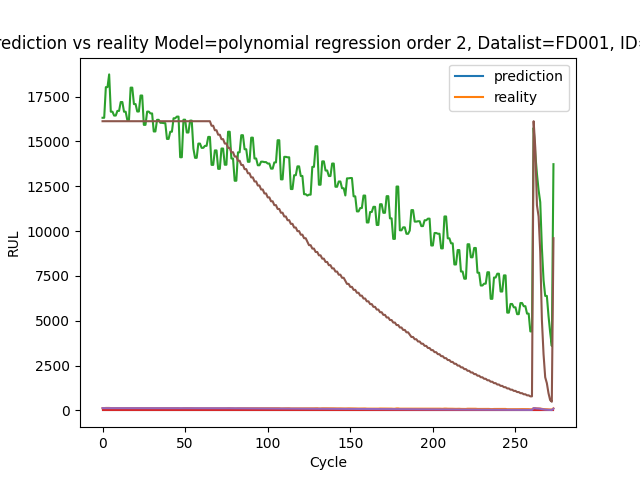 rediction vs reality Model=polynomial regression order 2, Datalist=FD001, ID=
prediction
reality
17500
15000
12500
10000
7500
5000
2500
0
RUL
0 50 100 150 200 250
Cycle